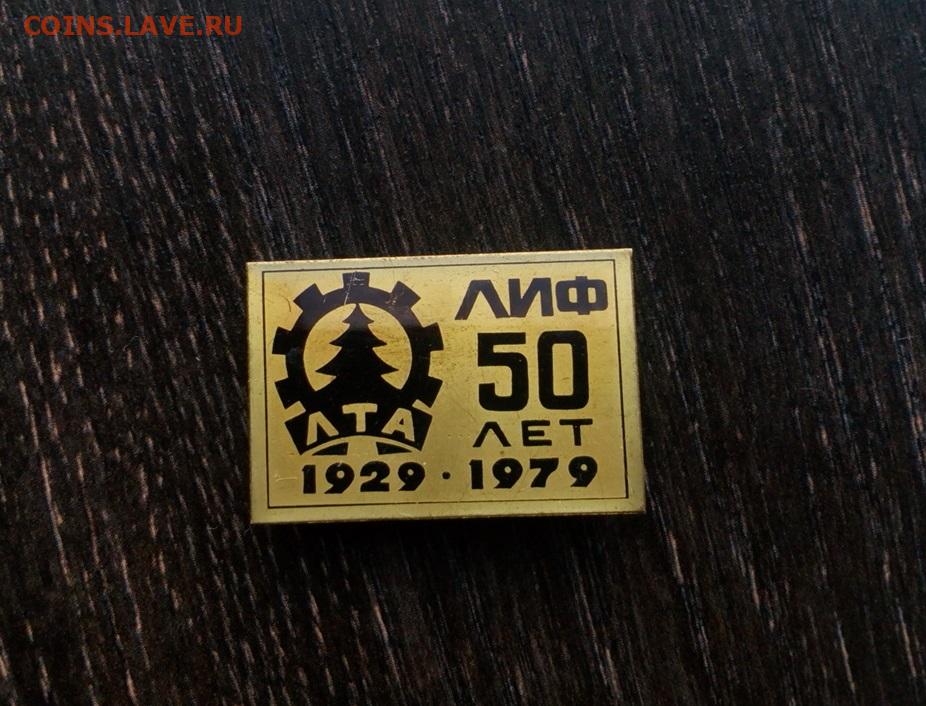 COINS.LAVE.RU
ЛИФ
50
ЛЕТ
ЛТА
1929 · 1979